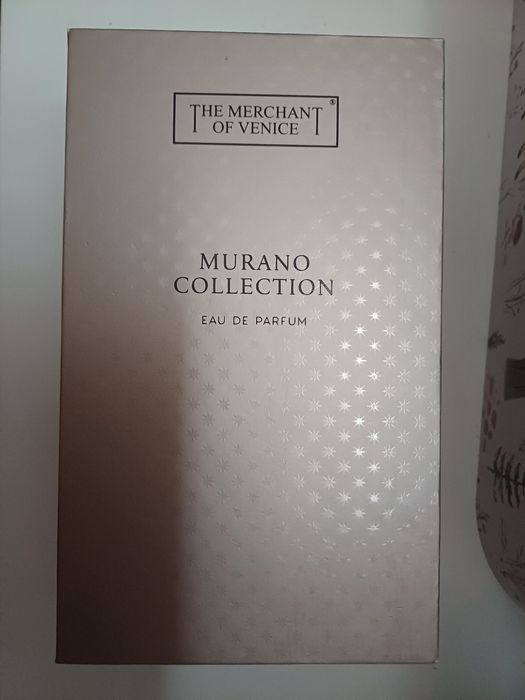 THE MERCHANT®
OF VENICE
MURANO
COLLECTION
EAU DE PARFUM